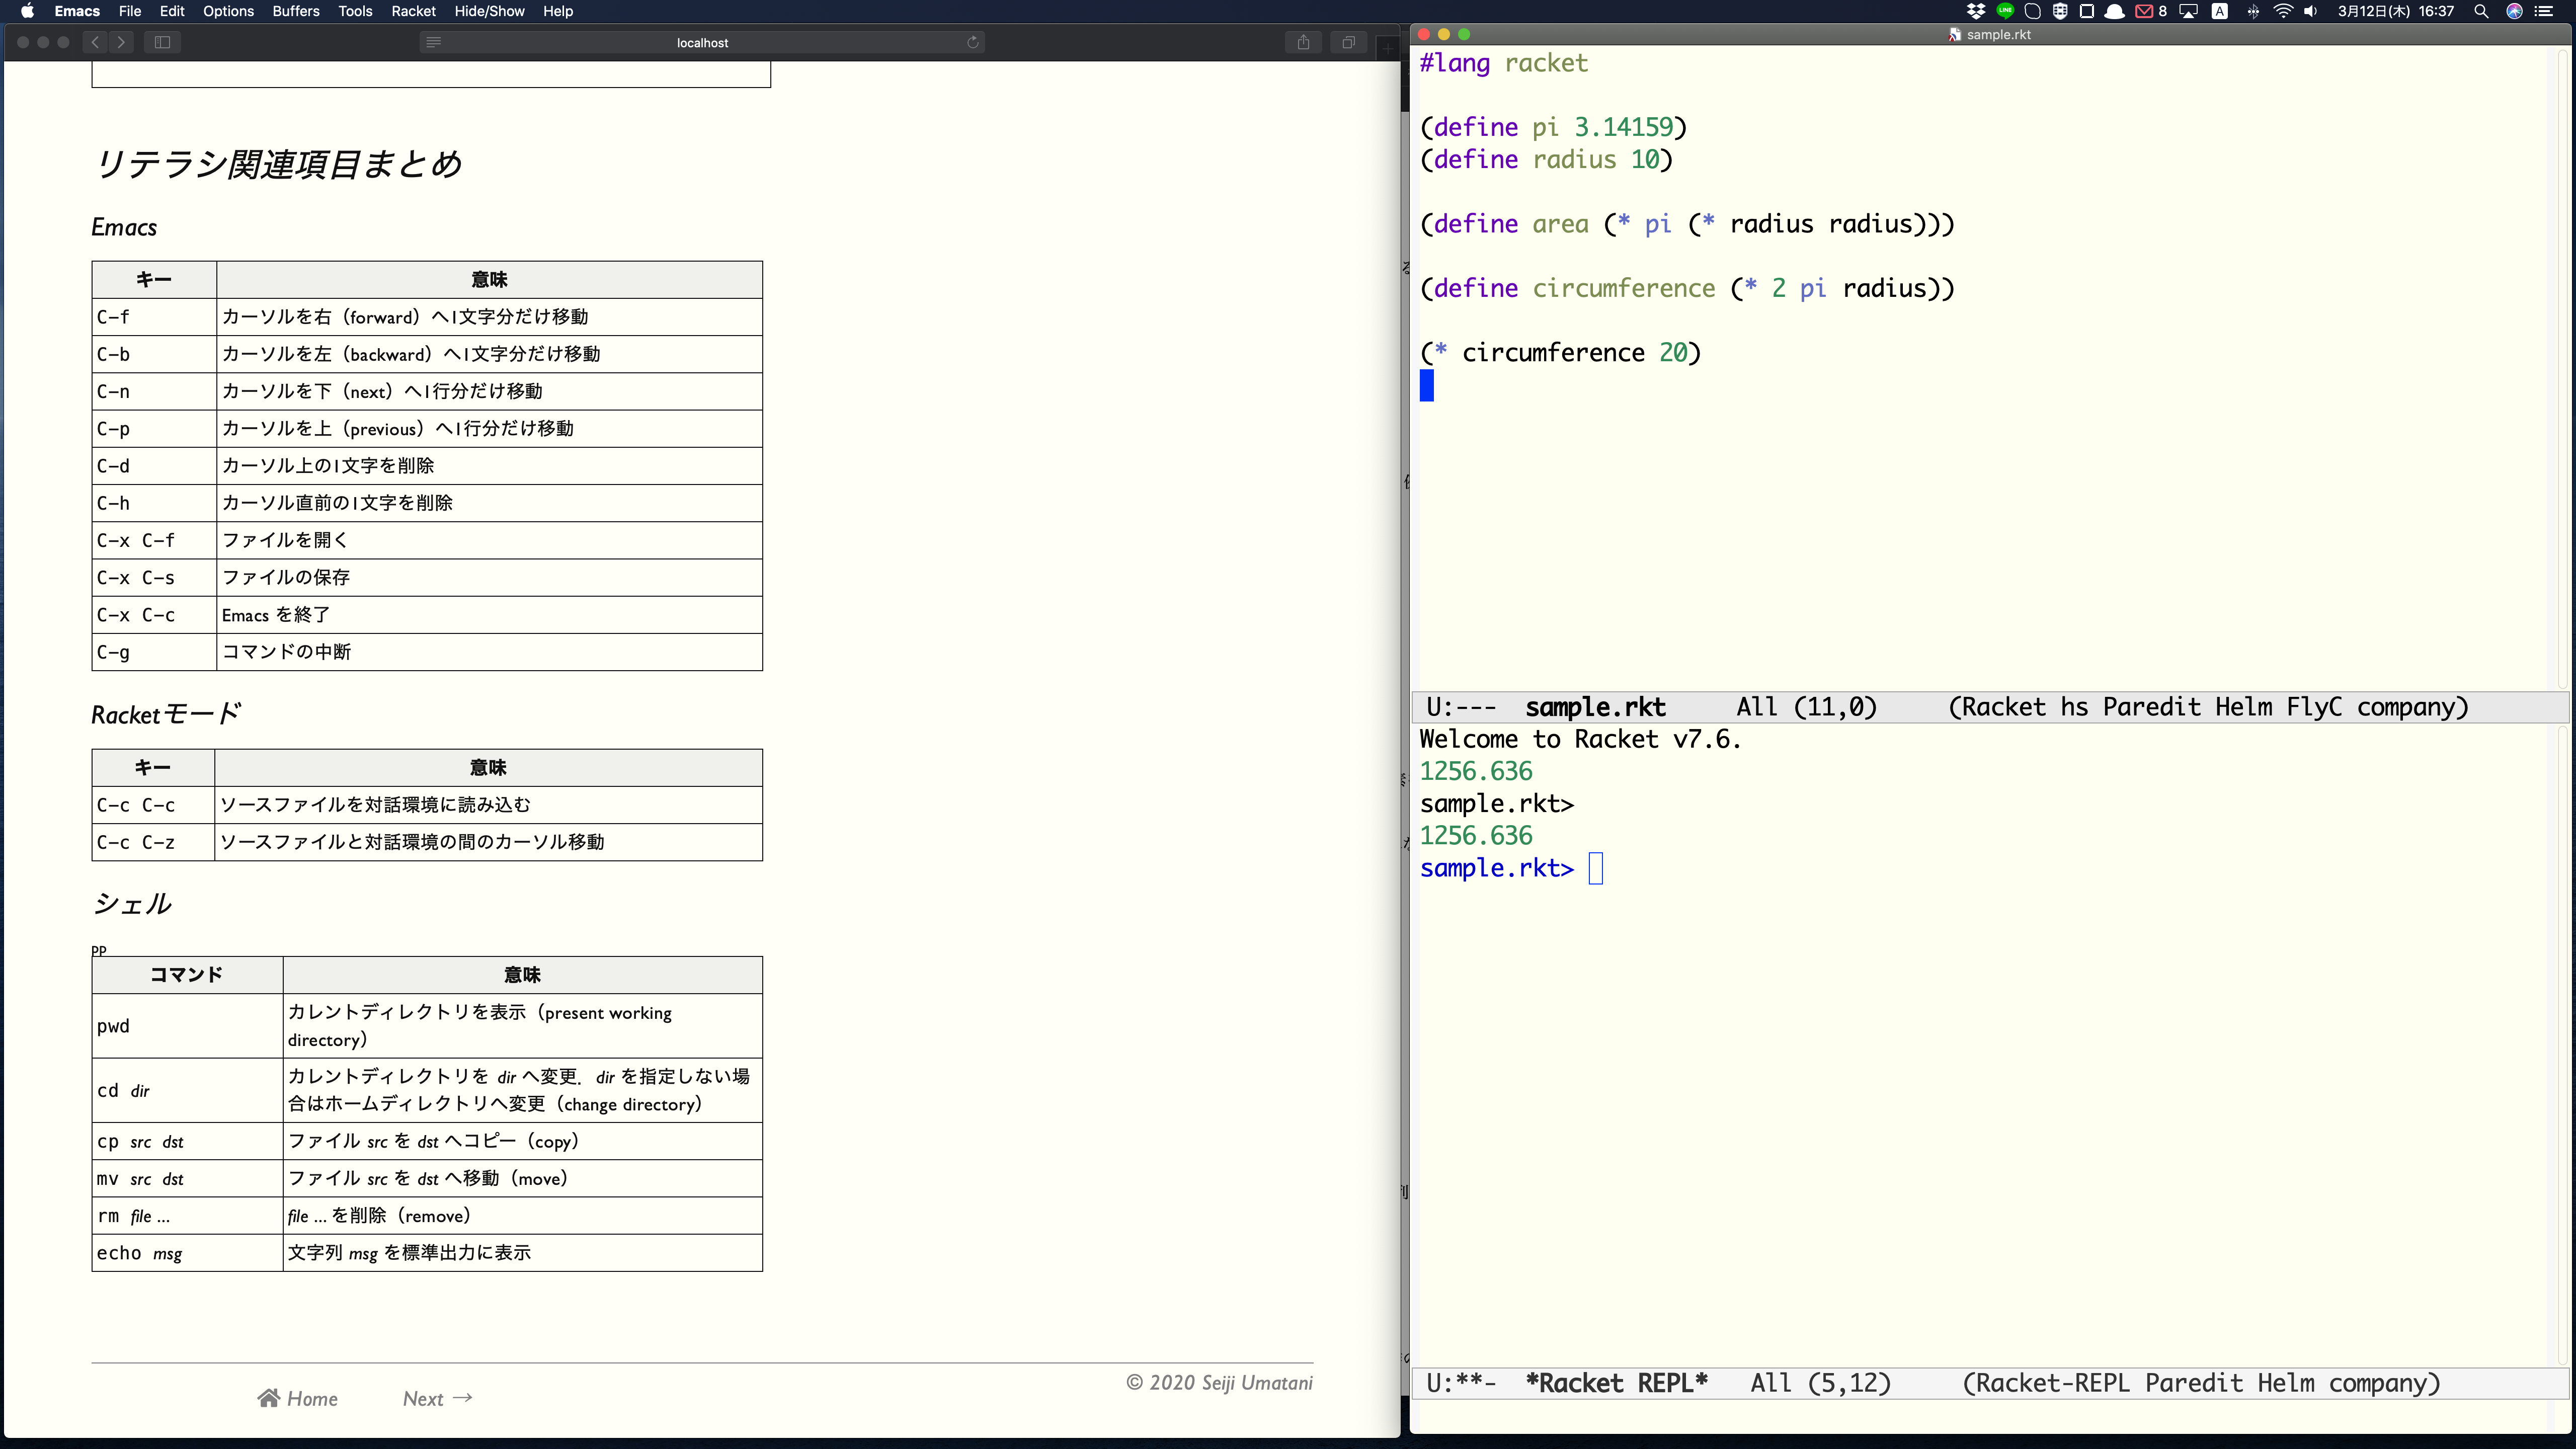 Emacs File Edit Options Buffers Tools Racket Hide/Show Help
8 A 3月12日(木) 16:37
localhost
リテラシ関連項目まとめ
Emacs
キー 意味
C-f カーソルを右（forward）へ1文字分だけ移動
C-b カーソルを左（backward）へ1文字分だけ移動
C-n カーソルを下（next）へ1行分だけ移動
C-p カーソルを上（previous）へ1行分だけ移動
C-d カーソル上の1文字を削除
C-h カーソル直前の1文字を削除
C-x C-f ファイルを開く
C-x C-s ファイルの保存
C-x C-c Emacs を終了
C-g コマンドの中断
Racketモード
キー 意味
C-c C-c ソースファイルを対話環境に読み込む
C-c C-z ソースファイルと対話環境の間のカーソル移動
シェル
PP
コマンド 意味
pwd カレントディレクトリを表示（present working
directory）
cd dir カレントディレクトリを dir へ変更．dir を指定しない場
合はホームディレクトリへ変更（change directory）
cp src dst ファイル src を dst へコピー（copy）
mv src dst ファイル src を dst へ移動（move）
rm file ... file ... を削除（remove）
echo msg 文字列 msg を標準出力に表示
© 2020 Seiji Umatani
Home Next →
sample.rkt
#lang racket
(define pi 3.14159)
(define radius 10)
(define area (* pi (* radius radius)))
(define circumference (* 2 pi radius))
(* circumference 20)
U:--- sample.rkt All (11,0) (Racket hs Paredit Helm FlyC company)
Welcome to Racket v7.6.
1256.636
sample.rkt>
1256.636
sample.rkt>
U:**- *Racket REPL* All (5,12) (Racket-REPL Paredit Helm company)